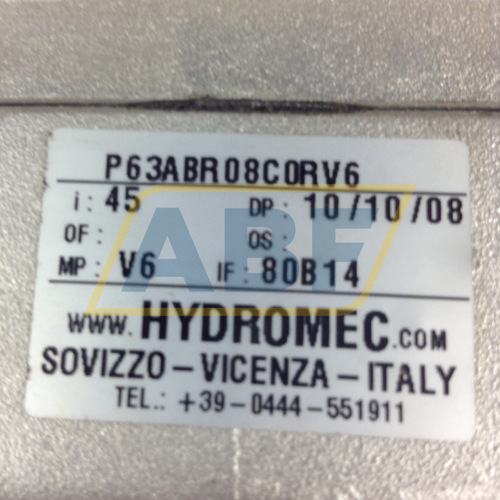 P63ABR08C0RV6
i: 45 DP: 10/10/08
OF: OS:
MP: V6 IF: 80B14
www.HYDROMEC.COM
SOVIZZO-VICENZA-ITALY
TEL.: +39-0444-551911
ABF